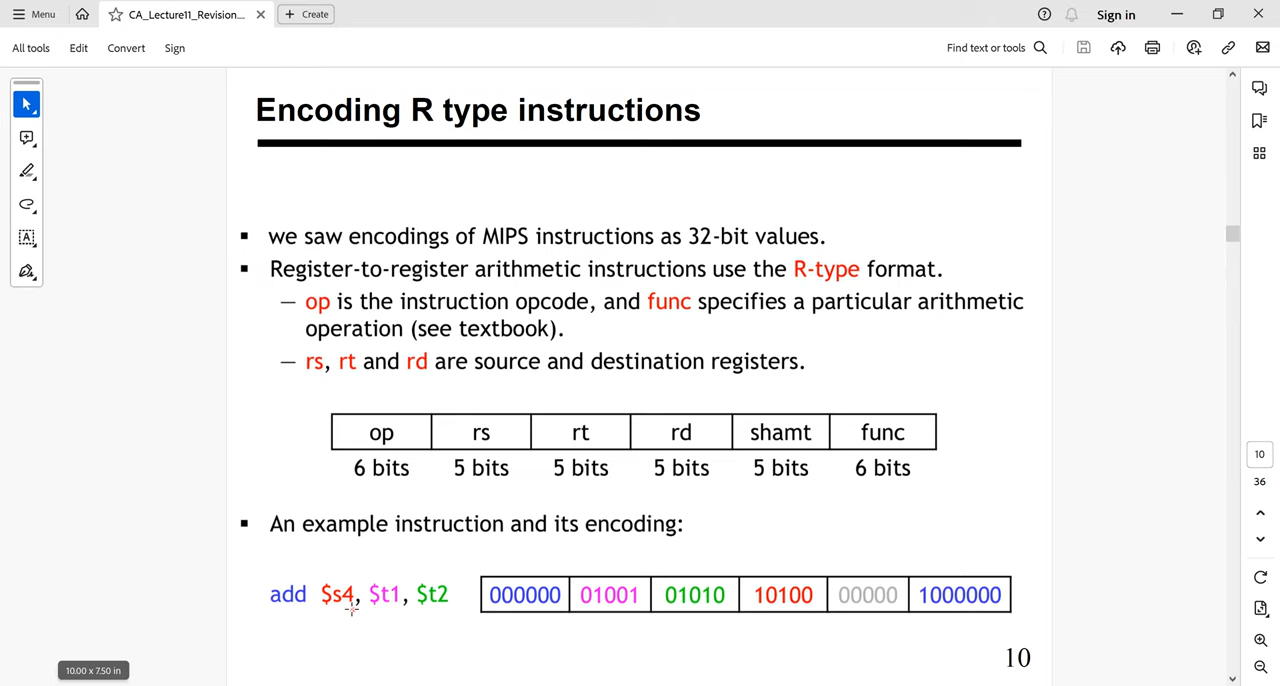 Menu
CA_Lecture11_Revision...
Create
Sign in
All tools
Edit
Convert
Sign
Find text or tools
Encoding R type instructions
we saw encodings of MIPS instructions as 32-bit values.
Register-to-register arithmetic instructions use the R-type format.
— op is the instruction opcode, and func specifies a particular arithmetic
operation (see textbook).
— rs, rt and rd are source and destination registers.
op rs rt rd shamt func
6 bits 5 bits 5 bits 5 bits 5 bits 6 bits
An example instruction and its encoding:
add $s4, $t1, $t2 000000 01001 01010 10100 00000 1000000
10
10
36
10.00 x 7.50 in